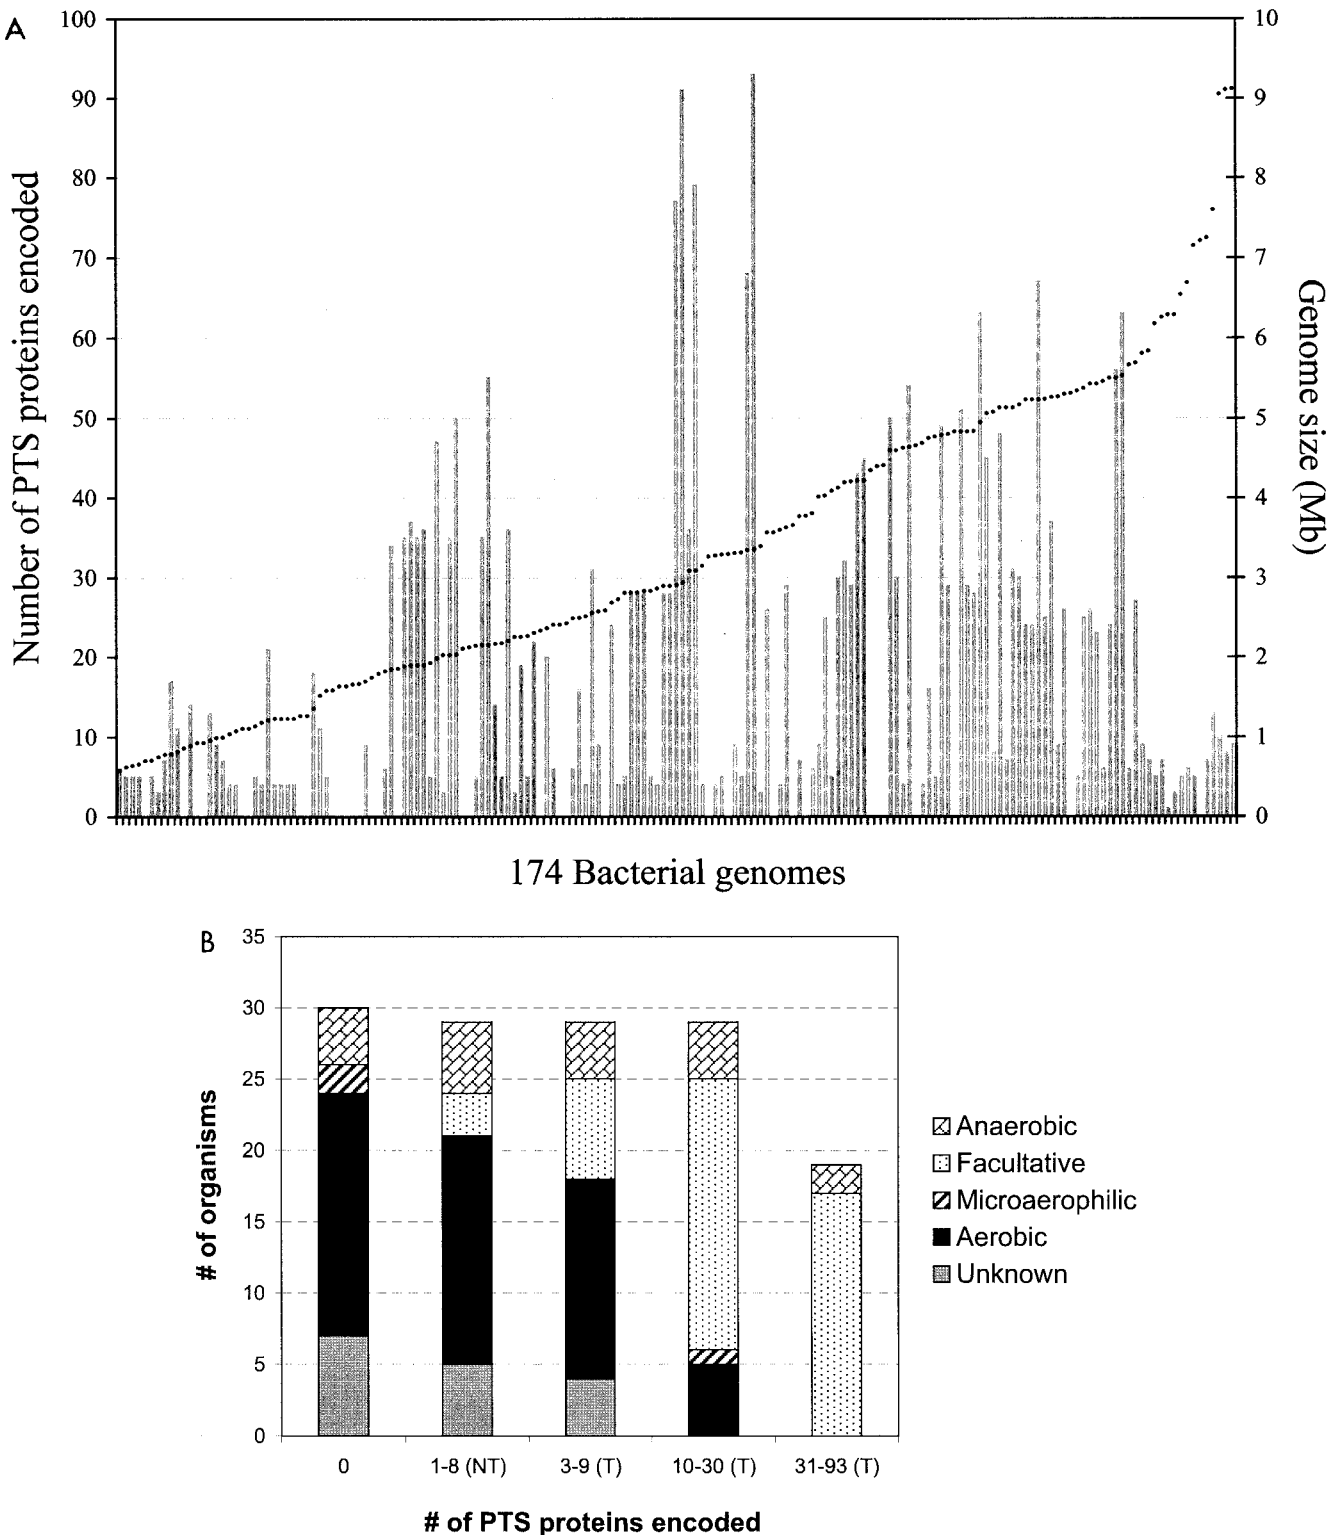 A
Number of PTS proteins encoded
100
90
80
70
60
50
40
30
20
10
0
10
9
8
7
6
5
4
3
2
1
0
Genome size (Mb)
174 Bacterial genomes
B
# of organisms
35
30
25
20
15
10
5
0
0 1-8 (NT) 3-9 (T) 10-30 (T) 31-93 (T)
# of PTS proteins encoded
Anaerobic
Facultative
Microaerophilic
Aerobic
Unknown